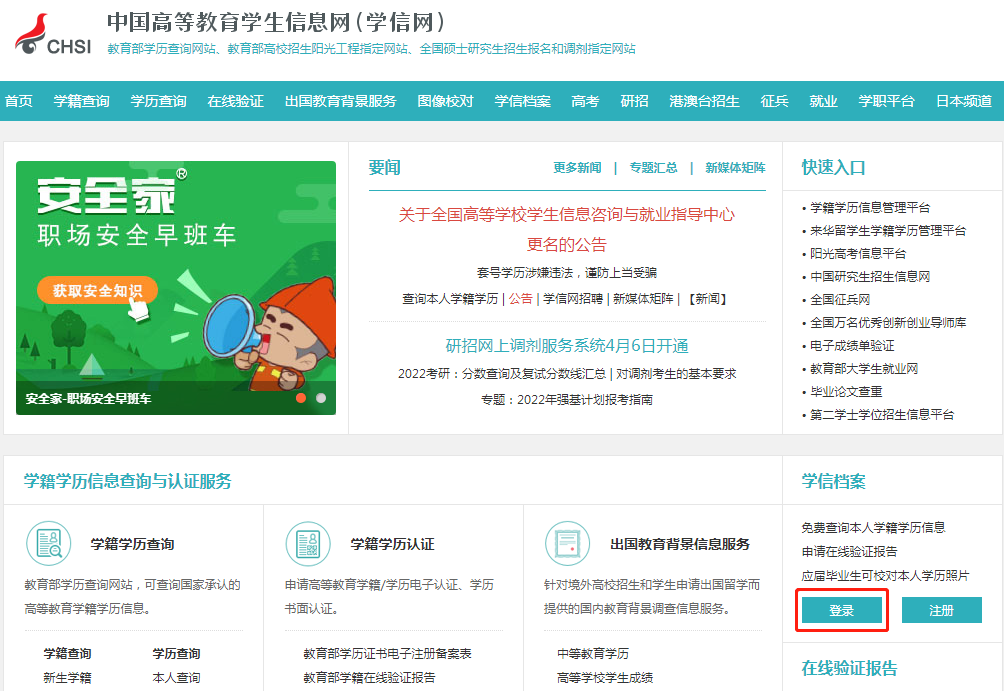 CHSI
中国高等教育学生信息网(学信网)
教育部学历查询网站、教育部高校招生阳光工程指定网站、全国硕士研究生招生报名和调剂指定网站
首页 学籍查询 学历查询 在线验证 出国教育背景服务 图像校对 学信档案 高考 研招 港澳台招生 征兵 就业 学职平台 日本频道
安全家®
职场安全早班车
获取安全知识
安全家-职场安全早班车
要闻
更多新闻 | 专题汇总 | 新媒体矩阵
关于全国高等学校学生信息咨询与就业指导中心
更名的公告
套号学历涉嫌违法，谨防上当受骗
查询本人学籍学历 | 公告 | 学信网招聘 | 新媒体矩阵 | 【新闻】
研招网上调剂服务系统4月6日开通
2022考研：分数查询及复试分数线汇总 | 对调剂考生的基本要求
专题：2022年强基计划报考指南
快速入口
• 学籍学历信息管理平台
• 来华留学生学籍学历管理平台
• 阳光高考信息平台
• 中国研究生招生信息网
• 全国征兵网
• 全国万名优秀创新创业导师库
• 电子成绩单验证
• 教育部大学生就业网
• 毕业论文查重
• 第二学士学位招生信息平台
学籍学历信息查询与认证服务
学籍学历查询
教育部学历查询网站，可查询国家承认的
高等教育学籍学历信息。
学籍查询 学历查询
新生学籍 本人查询
学籍学历认证
申请高等教育学籍/学历电子认证、学历
书面认证。
教育部学历证书电子注册备案表
教育部学籍在线验证报告
出国教育背景信息服务
针对境外高校招生和学生申请出国留学而
提供的国内教育背景调查信息服务。
中等教育学历
高等学校学生成绩
学信档案
免费查询本人学籍学历信息
申请在线验证报告
应届毕业生可校对本人学历照片
登录 注册
在线验证报告